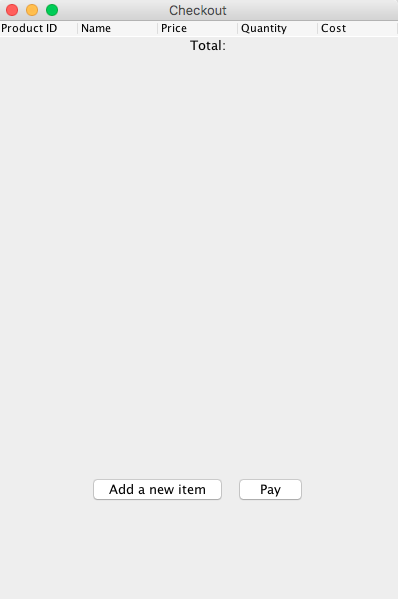 Checkout
Product ID Name Price Quantity Cost
Total:
Add a new item Pay